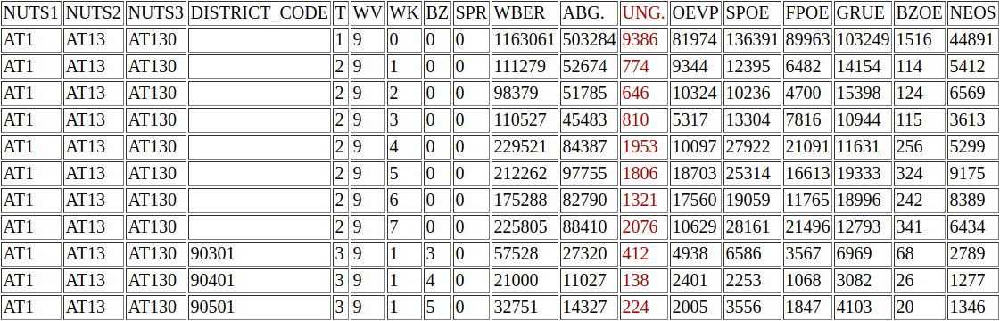 NUTS1 NUTS2 NUTS3 DISTRICT_CODE T WV WK BZ SPR WBER ABG. UNG. OEVP SPOE FPOE GRUE BZOE NEOS
AT1 AT13 AT130 1 9 0 0 0 1163061 503284 9386 81974 136391 89963 103249 1516 44891
AT1 AT13 AT130 2 9 1 0 0 111279 52674 774 9344 12395 6482 14154 114 5412
AT1 AT13 AT130 2 9 2 0 0 98379 51785 646 10324 10236 4700 15398 124 6569
AT1 AT13 AT130 2 9 3 0 0 110527 45483 810 5317 13304 7816 10944 115 3613
AT1 AT13 AT130 2 9 4 0 0 229521 84387 1953 10097 27922 21091 11631 256 5299
AT1 AT13 AT130 2 9 5 0 0 212262 97755 1806 18703 25314 16613 19333 324 9175
AT1 AT13 AT130 2 9 6 0 0 175288 82790 1321 17560 19059 11765 18996 242 8389
AT1 AT13 AT130 2 9 7 0 0 225805 88410 2076 10629 28161 21496 12793 341 6434
AT1 AT13 AT130 90301 3 9 1 3 0 57528 27320 412 4938 6586 3567 6969 68 2789
AT1 AT13 AT130 90401 3 9 1 4 0 21000 11027 138 2401 2253 1068 3082 26 1277
AT1 AT13 AT130 90501 3 9 1 5 0 32751 14327 224 2005 3556 1847 4103 20 1346